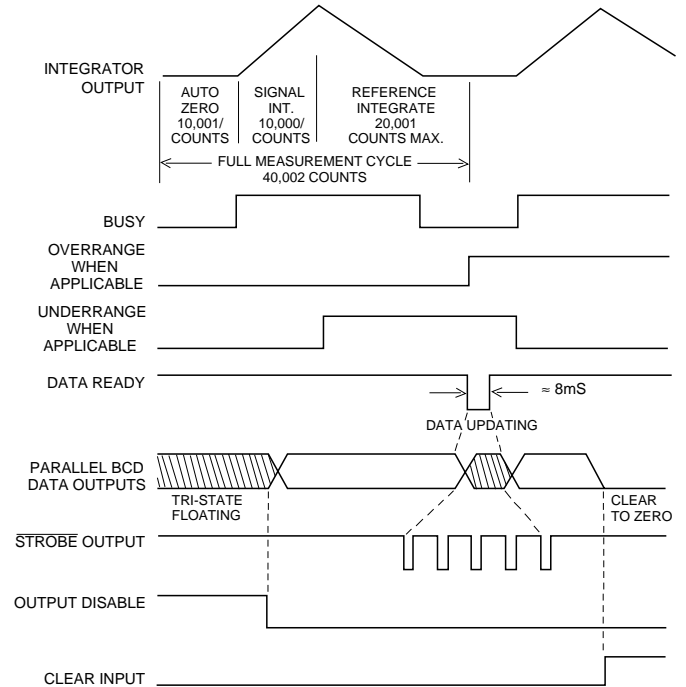 INTEGRATOR
OUTPUT
AUTO
ZERO
10,001/
COUNTS
SIGNAL
INT.
10,000/
COUNTS
REFERENCE
INTEGRATE
20,001
COUNTS MAX.
FULL MEASUREMENT CYCLE
40,002 COUNTS
BUSY
OVERRANGE
WHEN
APPLICABLE
UNDERRANGE
WHEN
APPLICABLE
DATA READY
≈ 8mS
DATA UPDATING
PARALLEL BCD
DATA OUTPUTS
TRI-STATE
FLOATING
CLEAR
TO ZERO
STROBE OUTPUT
OUTPUT DISABLE
CLEAR INPUT